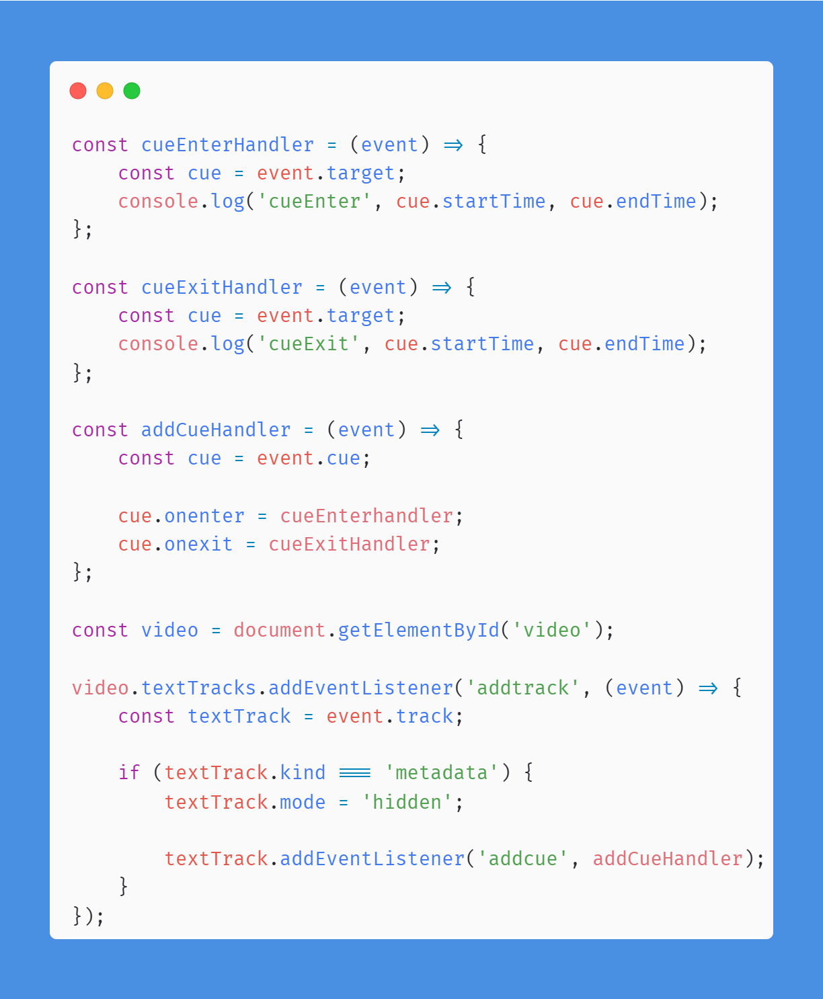 const cueEnterHandler = (event) => {
    const cue = event.target;
    console.log('cueEnter', cue.startTime, cue.endTime);
};

const cueExitHandler = (event) => {
    const cue = event.target;
    console.log('cueExit', cue.startTime, cue.endTime);
};

const addCueHandler = (event) => {
    const cue = event.cue;

    cue.onenter = cueEnterhandler;
    cue.onexit = cueExitHandler;
};

const video = document.getElementById('video');

video.textTracks.addEventListener('addtrack', (event) => {
    const textTrack = event.track;

    if (textTrack.kind === 'metadata') {
        textTrack.mode = 'hidden';

        textTrack.addEventListener('addcue', addCueHandler);
    }
});